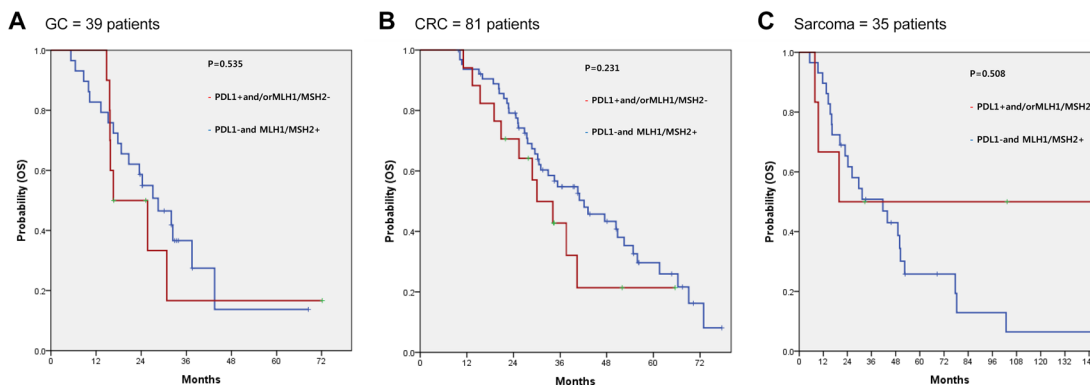 A GC = 39 patients
P=0.535
PDL1+and/orMLH1/MSH2-
PDL1-and MLH1/MSH2+
Probability (OS)
1.0
0.8
0.6
0.4
0.2
0.0
0 12 24 36 48 60 72
Months
B CRC = 81 patients
P=0.231
PDL1+and/orMLH1/MSH2-
PDL1-and MLH1/MSH2+
Probability (OS)
1.0
0.8
0.6
0.4
0.2
0.0
0 12 24 36 48 60 72
Months
C Sarcoma = 35 patients
P=0.508
PDL1+and/orMLH1/MSH2
PDL1-and MLH1/MSH2+
Probability (OS)
1.0
0.8
0.6
0.4
0.2
0.0
0 12 24 36 48 60 72 84 96 108 120 132
Months